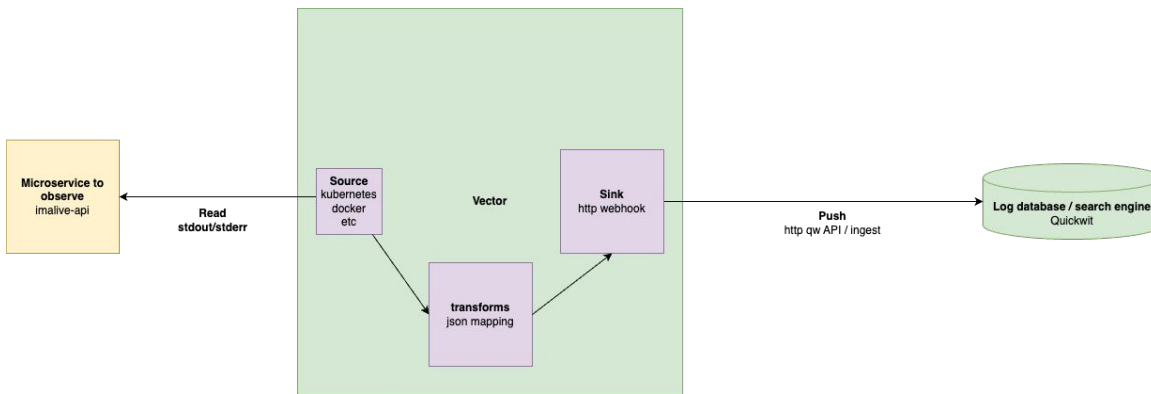 Microservice to
observe
imalive-api
Read
stdout/stderr
Source
kubernetes
docker
etc
Vector
transforms
json mapping
Sink
http webhook
Push
http qw API / ingest
Log database / search engine
Quickwit